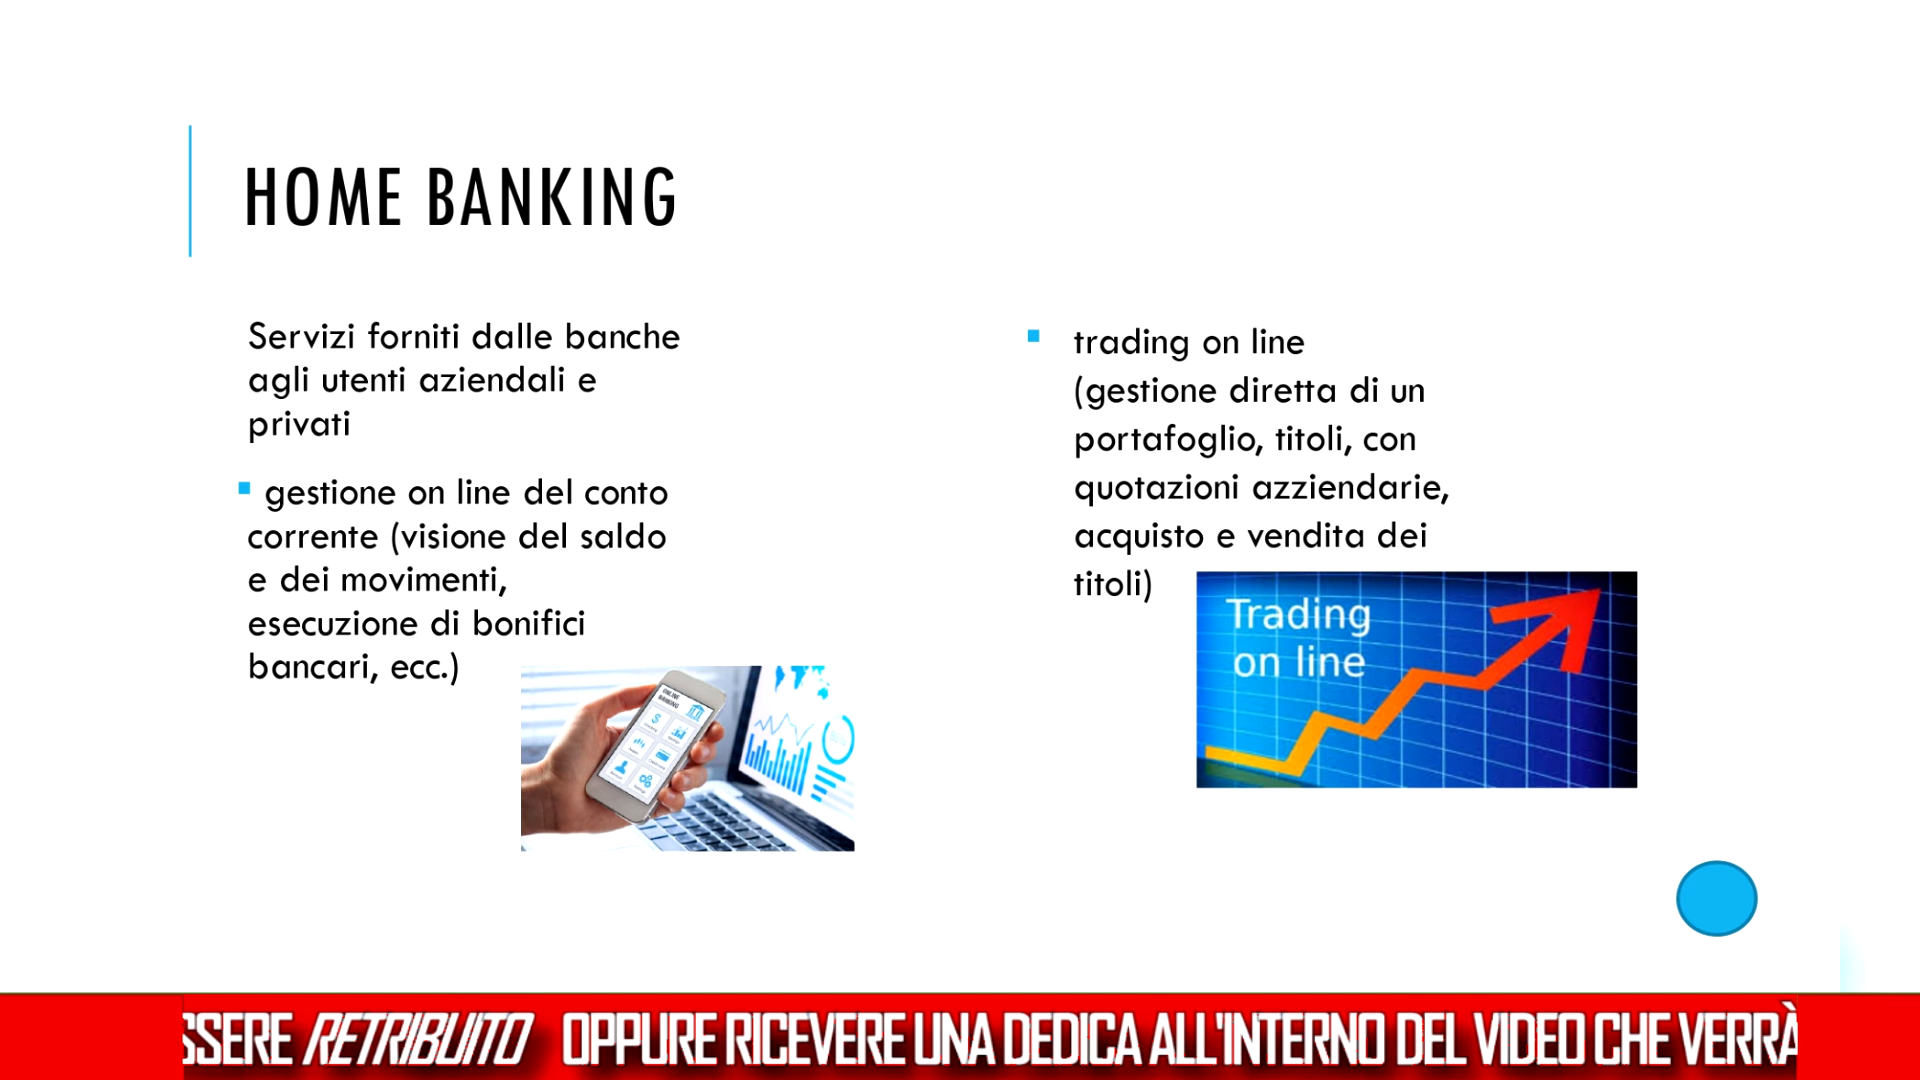 HOME BANKING
Servizi forniti dalle banche
agli utenti aziendali e
privati
gestione on line del conto
corrente (visione del saldo
e dei movimenti,
esecuzione di bonifici
bancari, ecc.)
ONLINE
BANKING
trading on line
(gestione diretta di un
portafoglio, titoli, con
quotazioni azziendarie,
acquisto e vendita dei
titoli)
Trading
on line
SSERE RETRIBUITO OPPURE RICEVERE UNA DEDICA ALL'INTERNO DEL VIDEO CHE VERRÀ